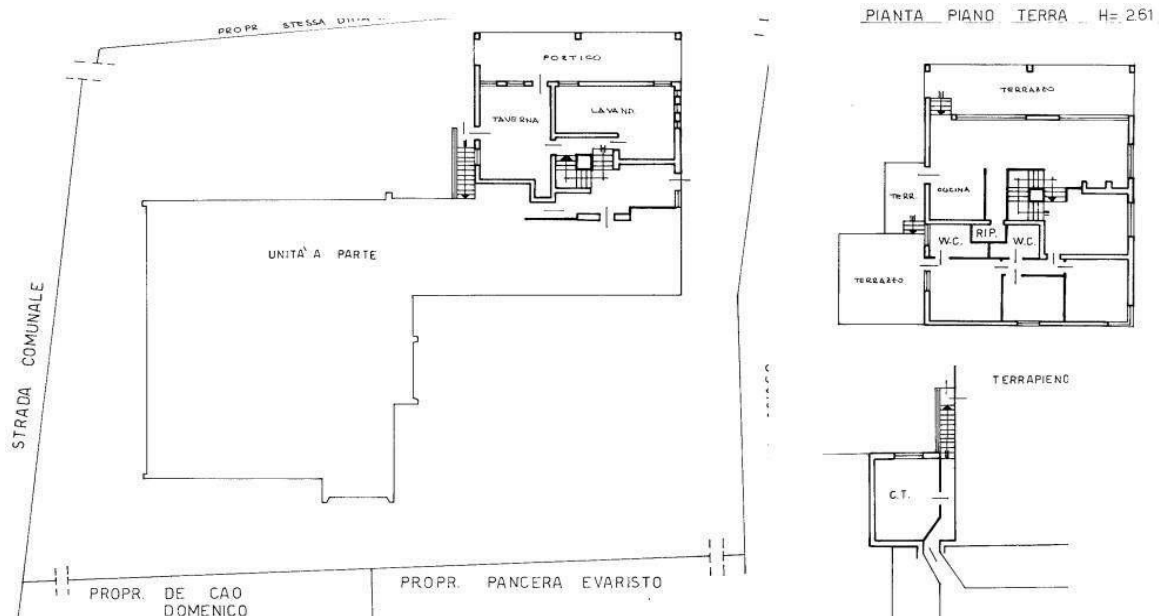 PROPR STESSA DITTA
PORTICO
TAVERNA
LAVAND.
UNITA' A PARTE
STRADA COMUNALE
PROPR. DE CAO
DOMENICO
PROPR. PANCERA EVARISTO
PIANTA PIANO TERRA H= 2.61
TERRAZZO
TERR.
CUCINA
W.C.
RIP.
W.C.
TERRAZZO
TERRAPIENO
C.T.